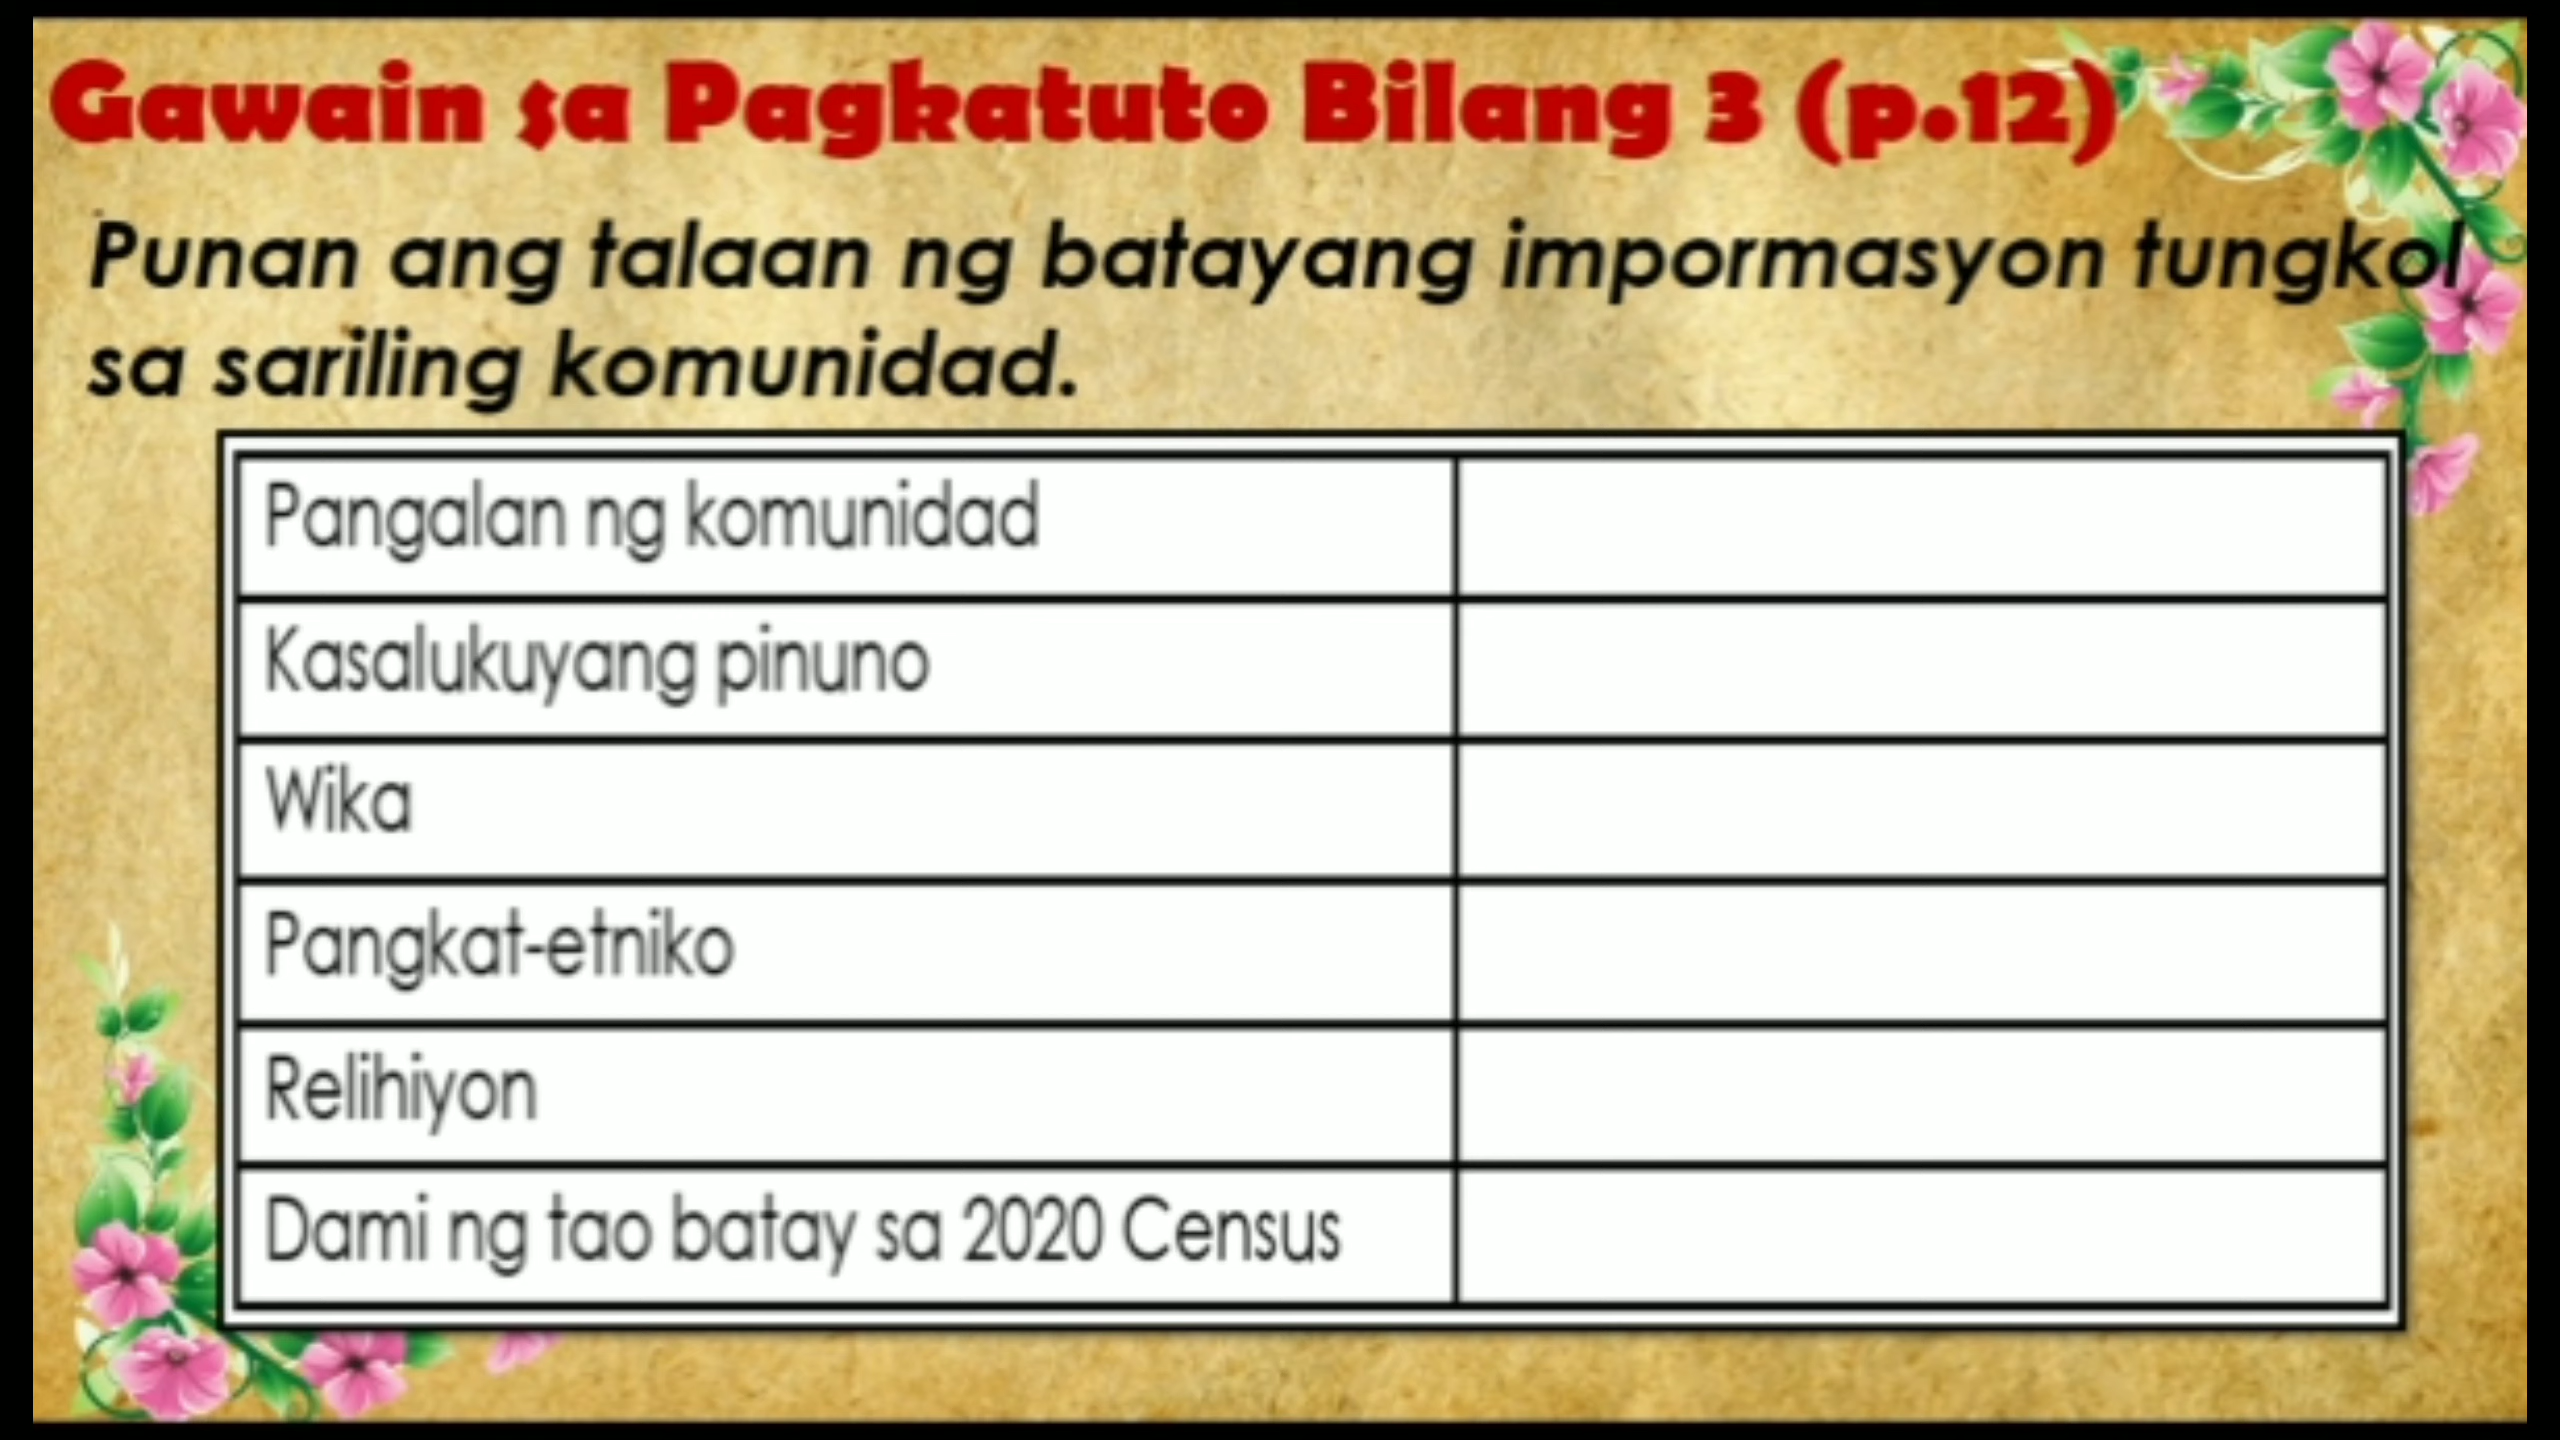 Gawain sa Pagkatuto Bilang 3 (p.12)
Punan ang talaan ng batayang impormasyon tungkol
sa sariling komunidad.
Pangalan ng komunidad
Kasalukuyang pinuno
Wika
Pangkat-etniko
Relihiyon
Dami ng tao batay sa 2020 Census